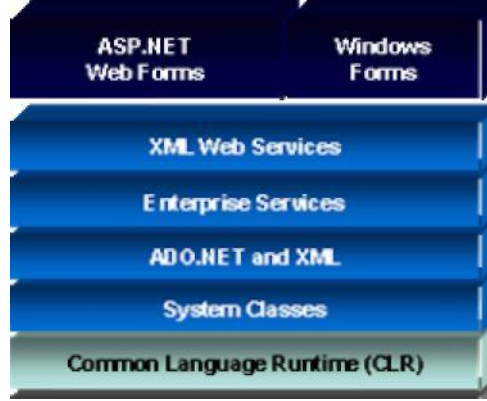 ASP.NET
Web Forms
Windows
Forms
XML Web Services
Enterprise Services
ADO.NET and XML
System Classes
Common Language Runtime (CLR)